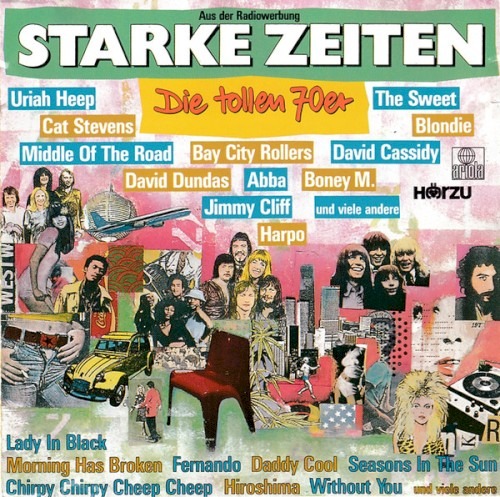 Aus der Radiowerbung
STARKE ZEITEN
Die tollen 70er
Uriah Heep
The Sweet
Cat Stevens
Blondie
Middle Of The Road
Bay City Rollers
David Cassidy
ariola
David Dundas
Abba
Boney M.
HÖRZU
Jimmy Cliff
und viele andere
Harpo
WESTWI
R
Lady In Black
Morning Has Broken Fernando Daddy Cool Seasons In The Sun
Chirpy Chirpy Cheep Cheep Hiroshima Without You und viele andere